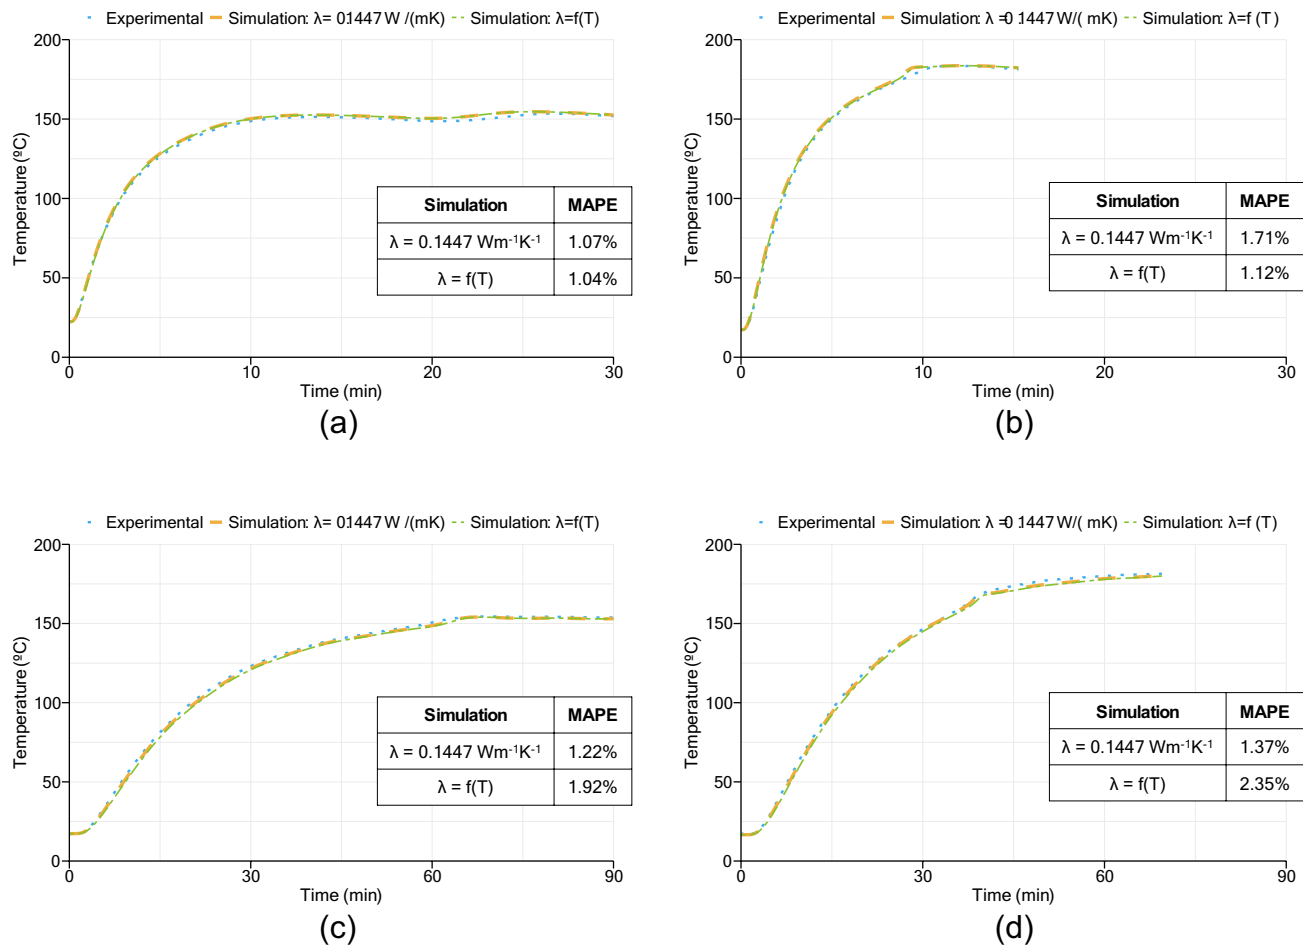 Experimental Simulation: λ= 01447 W /(mK) Simulation: λ=f(T)
200
150
100
50
0
Temperature (ºC)
0 10 20 30
Time (min)
Simulation MAPE
λ = 0.1447 Wm⁻¹K⁻¹ 1.07%
λ = f(T) 1.04%
(a)
Experimental Simulation: λ =0 1447 W/( mK) Simulation: λ=f (T )
200
150
100
50
0
Temperature (ºC)
0 10 20 30
Time (min)
Simulation MAPE
λ = 0.1447 Wm⁻¹K⁻¹ 1.71%
λ = f(T) 1.12%
(b)
Experimental Simulation: λ= 01447 W /(mK) Simulation: λ=f(T)
200
150
100
50
0
Temperature (ºC)
0 30 60 90
Time (min)
Simulation MAPE
λ = 0.1447 Wm⁻¹K⁻¹ 1.22%
λ = f(T) 1.92%
(c)
Experimental Simulation: λ =0 1447 W/( mK) Simulation: λ=f (T )
200
150
100
50
0
Temperature (ºC)
0 30 60 90
Time (min)
Simulation MAPE
λ = 0.1447 Wm⁻¹K⁻¹ 1.37%
λ = f(T) 2.35%
(d)